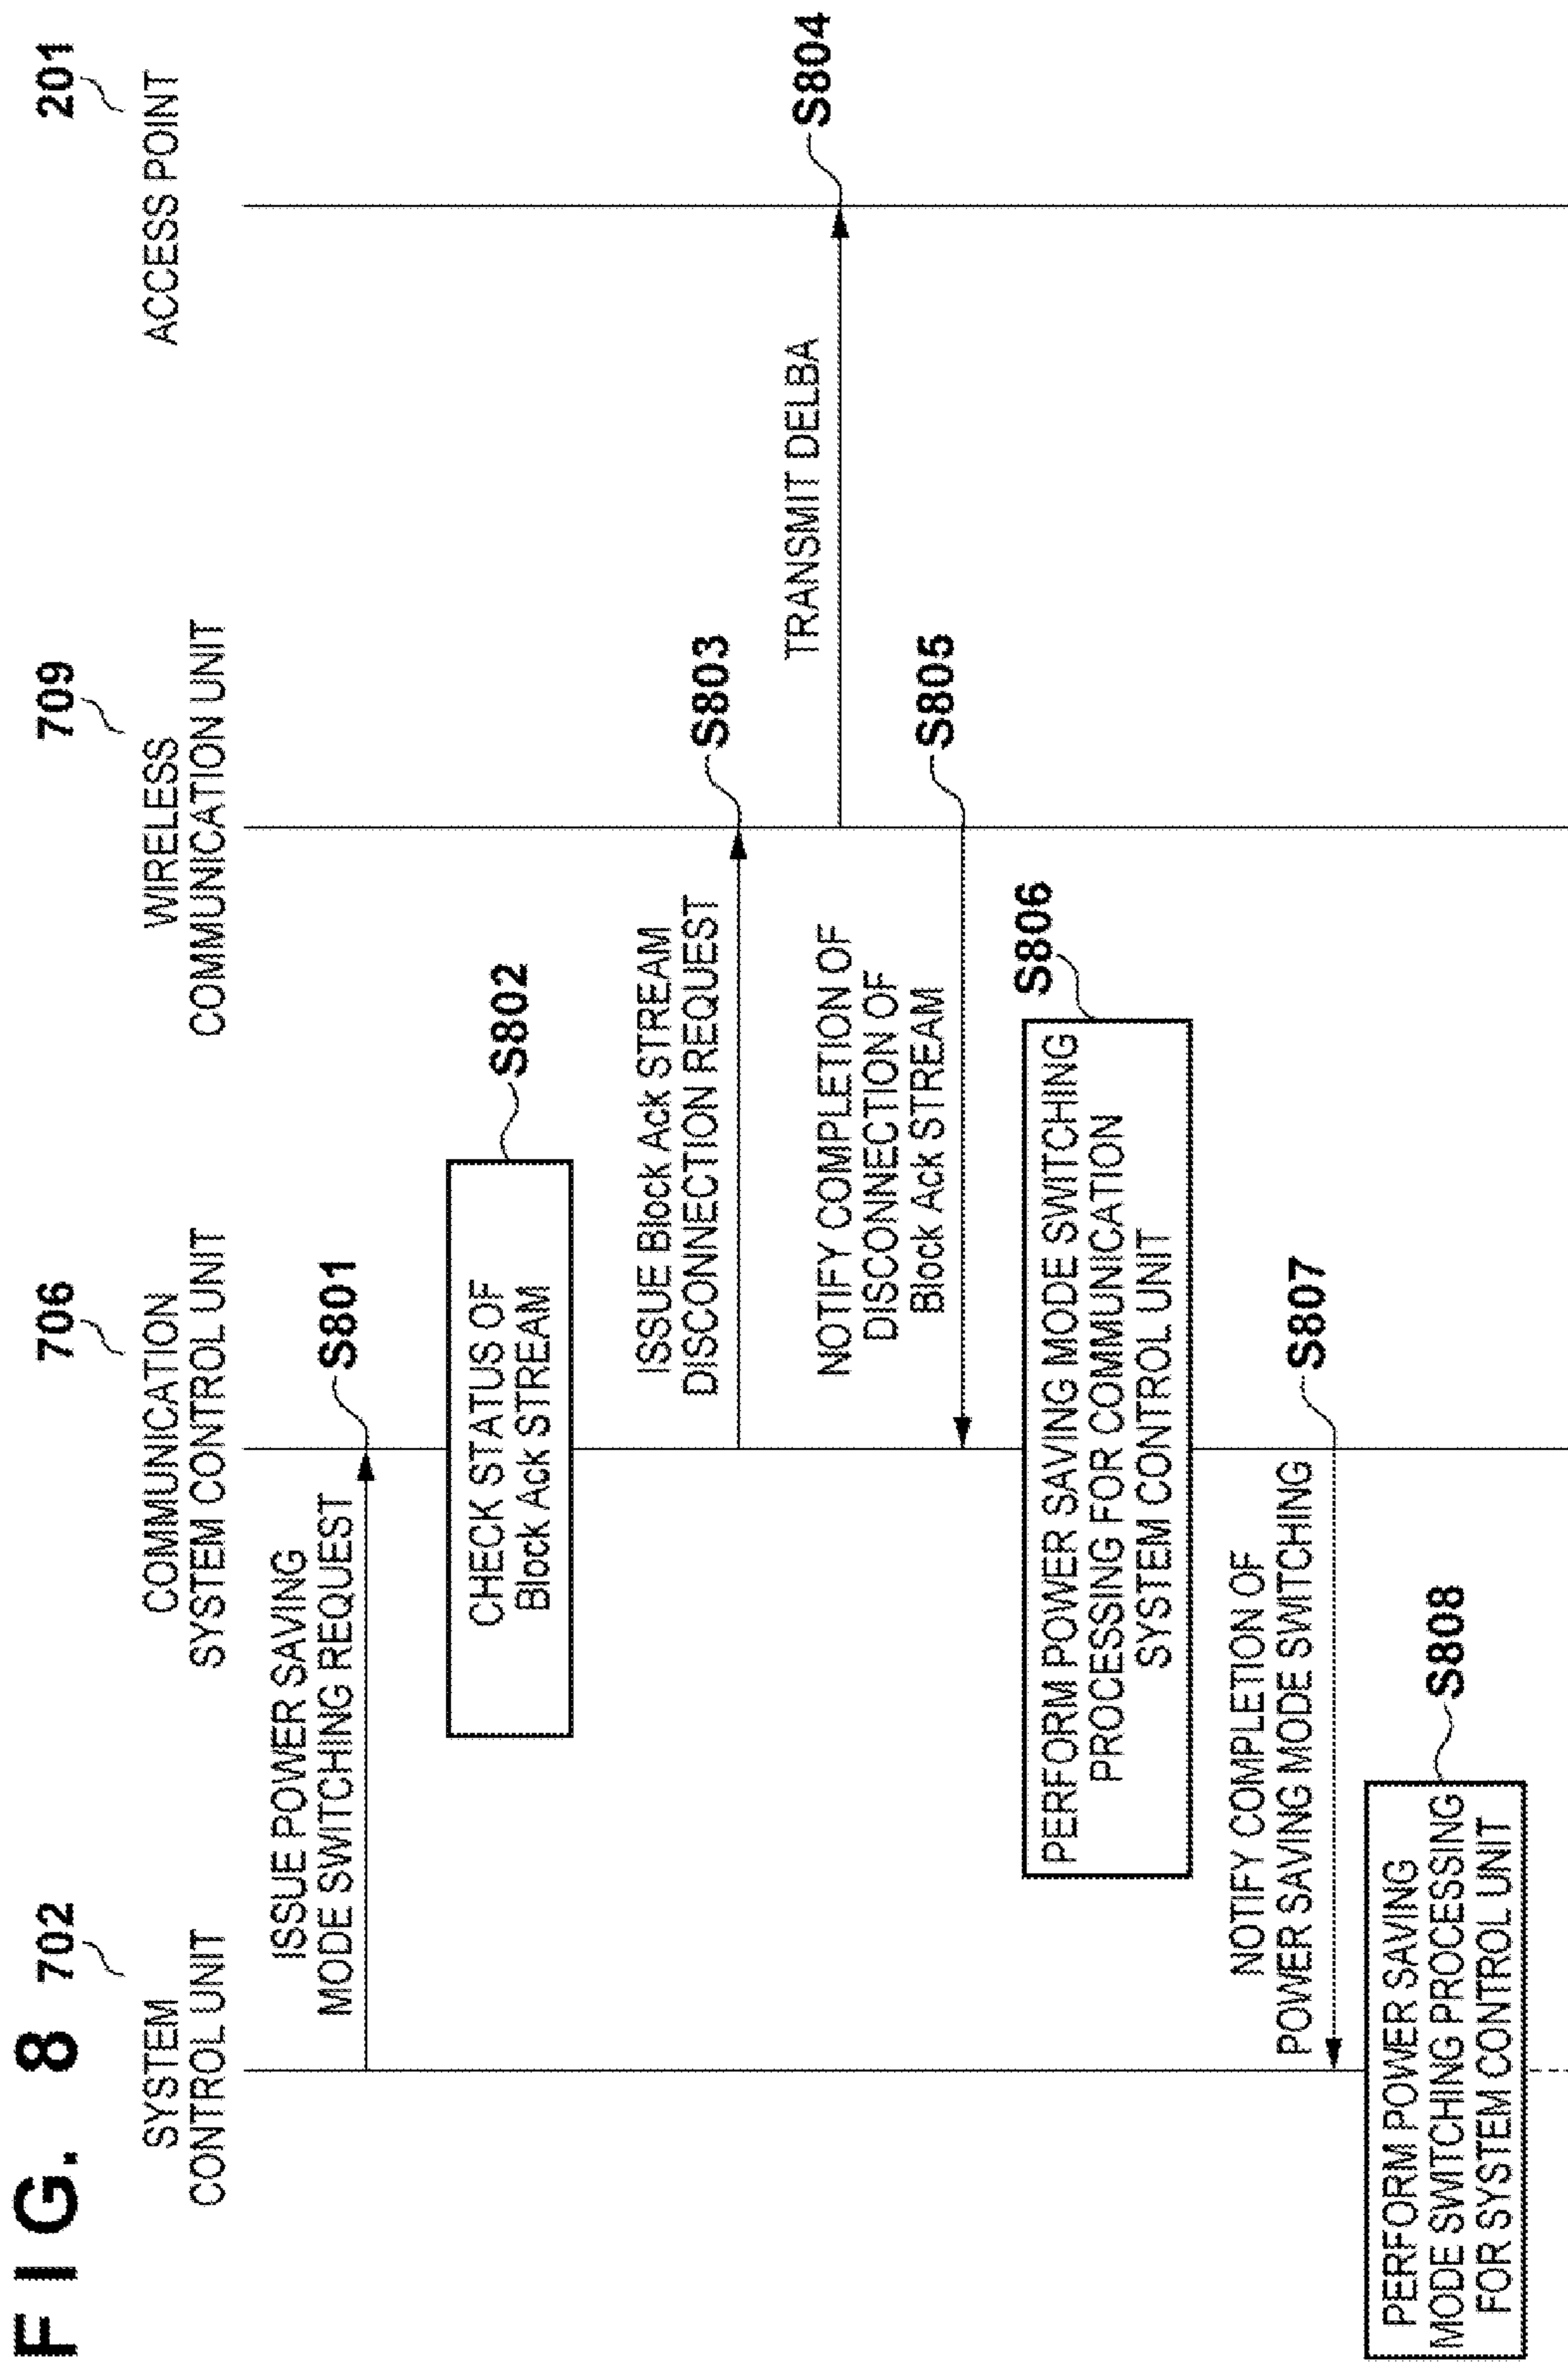 FIG. 8
702
SYSTEM
CONTROL UNIT
706
COMMUNICATION
SYSTEM CONTROL UNIT
709
WIRELESS
COMMUNICATION UNIT
201
ACCESS POINT
ISSUE POWER SAVING
MODE SWITCHING REQUEST
S801
CHECK STATUS OF
Block Ack STREAM
S802
ISSUE Block Ack STREAM
DISCONNECTION REQUEST
S803
TRANSMIT DELBA
S804
NOTIFY COMPLETION OF
DISCONNECTION OF
Block Ack STREAM
S805
PERFORM POWER SAVING MODE SWITCHING
PROCESSING FOR COMMUNICATION
SYSTEM CONTROL UNIT
S806
NOTIFY COMPLETION OF
POWER SAVING MODE SWITCHING
S807
PERFORM POWER SAVING
MODE SWITCHING PROCESSING
FOR SYSTEM CONTROL UNIT
S808